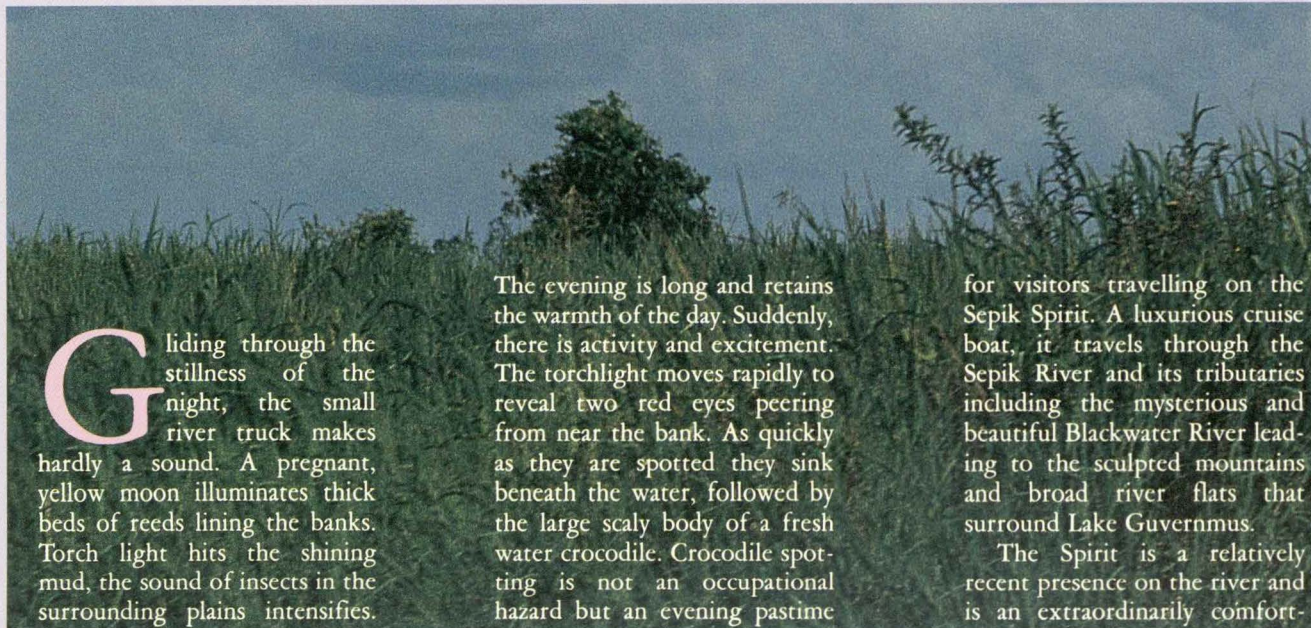 Gliding through the
stillness of the
night, the small
river truck makes
hardly a sound. A pregnant,
yellow moon illuminates thick
beds of reeds lining the banks.
Torch light hits the shining
mud, the sound of insects in the
surrounding plains intensifies.
The evening is long and retains
the warmth of the day. Suddenly,
there is activity and excitement.
The torchlight moves rapidly to
reveal two red eyes peering
from near the bank. As quickly
as they are spotted they sink
beneath the water, followed by
the large scaly body of a fresh
water crocodile. Crocodile spot-
ting is not an occupational
hazard but an evening pastime
for visitors travelling on the
Sepik Spirit. A luxurious cruise
boat, it travels through the
Sepik River and its tributaries
including the mysterious and
beautiful Blackwater River lead-
ing to the sculpted mountains
and broad river flats that
surround Lake Guvernmus.
The Spirit is a relatively
recent presence on the river and
is an extraordinarily comfort-